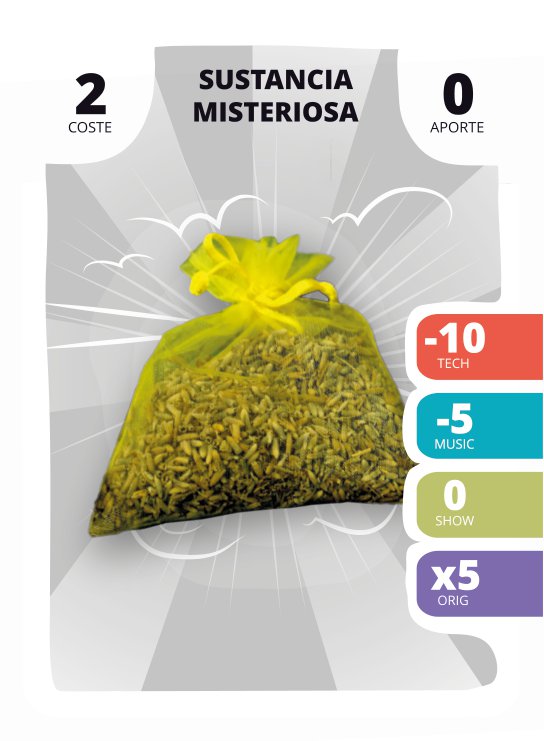 2
COSTE
SUSTANCIA
MISTERIOSA
0
APORTE
-10
TECH
-5
MUSIC
0
SHOW
x5
ORIG